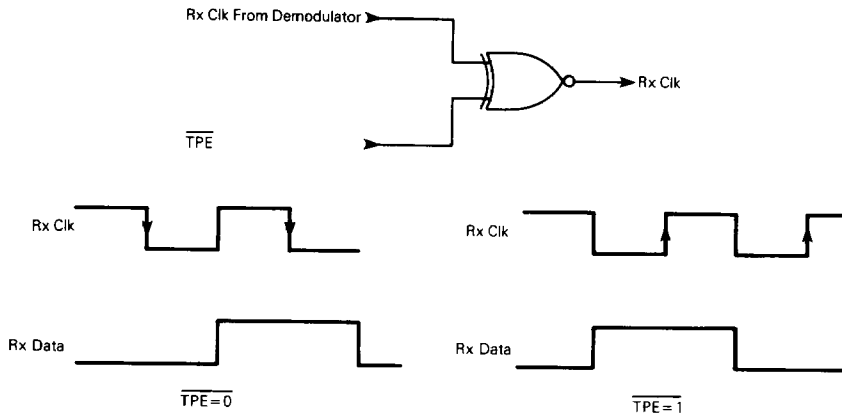 Rx Clk From Demodulator
Rx Clk
TPE
Rx Clk
Rx Clk
Rx Data
Rx Data
TPE=0
TPE=1